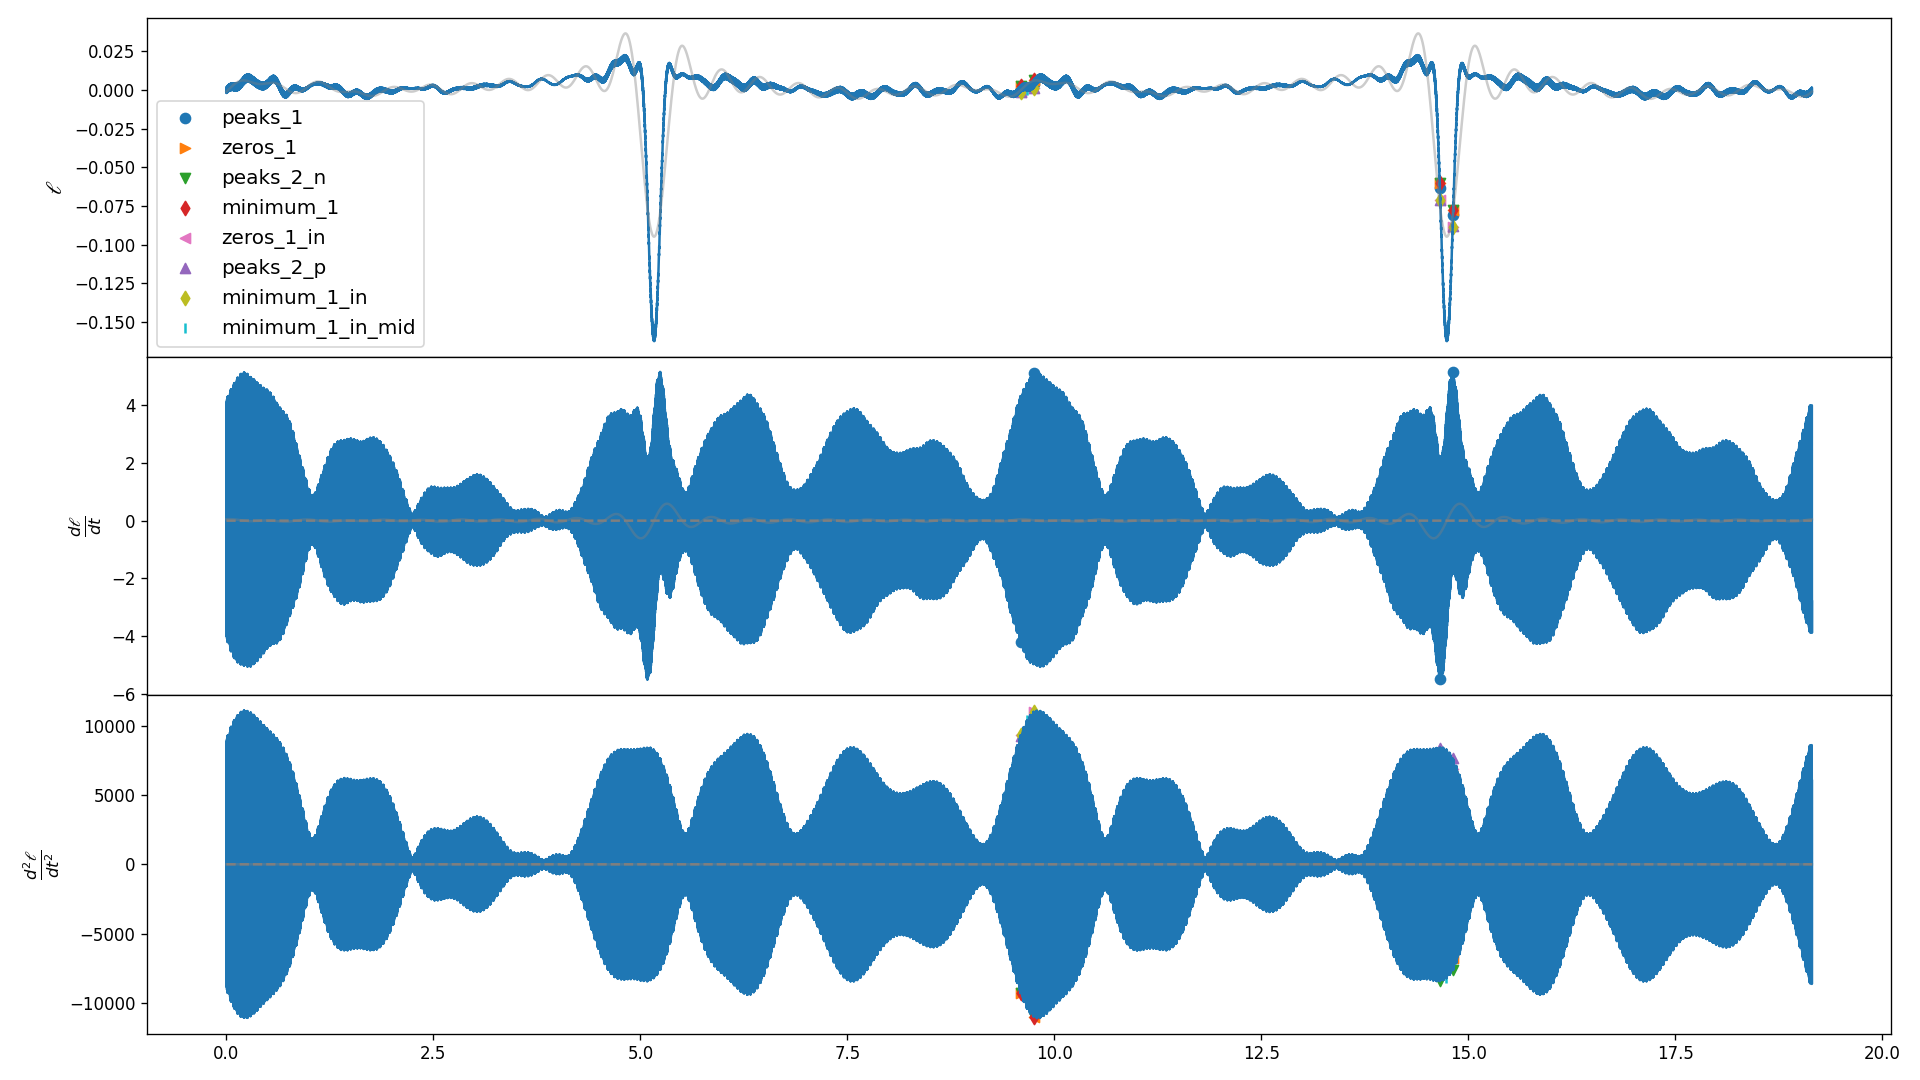 0.025
0.000
−0.025
−0.050
−0.075
−0.100
−0.125
−0.150
ℓ
peaks_1
zeros_1
peaks_2_n
minimum_1
zeros_1_in
peaks_2_p
minimum_1_in
minimum_1_in_mid
4
2
0
−2
−4
−6
dℓ
dt
10000
5000
0
−5000
−10000
d²ℓ
dt²
0.0 2.5 5.0 7.5 10.0 12.5 15.0 17.5 20.0